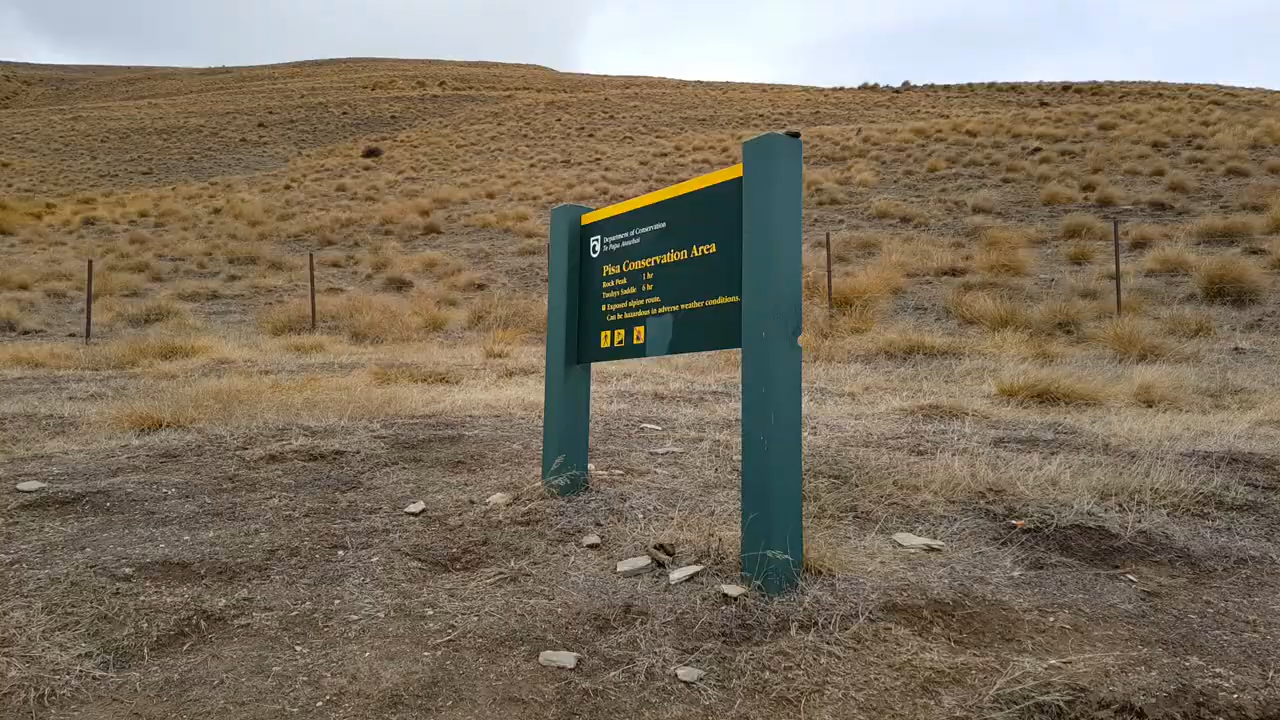 Department of Conservation
Te Papa Atawhai
Pisa Conservation Area
Rock Peak 1 hr
Tuohys Saddle 6 hr
Exposed alpine route.
Can be hazardous in adverse weather conditions.